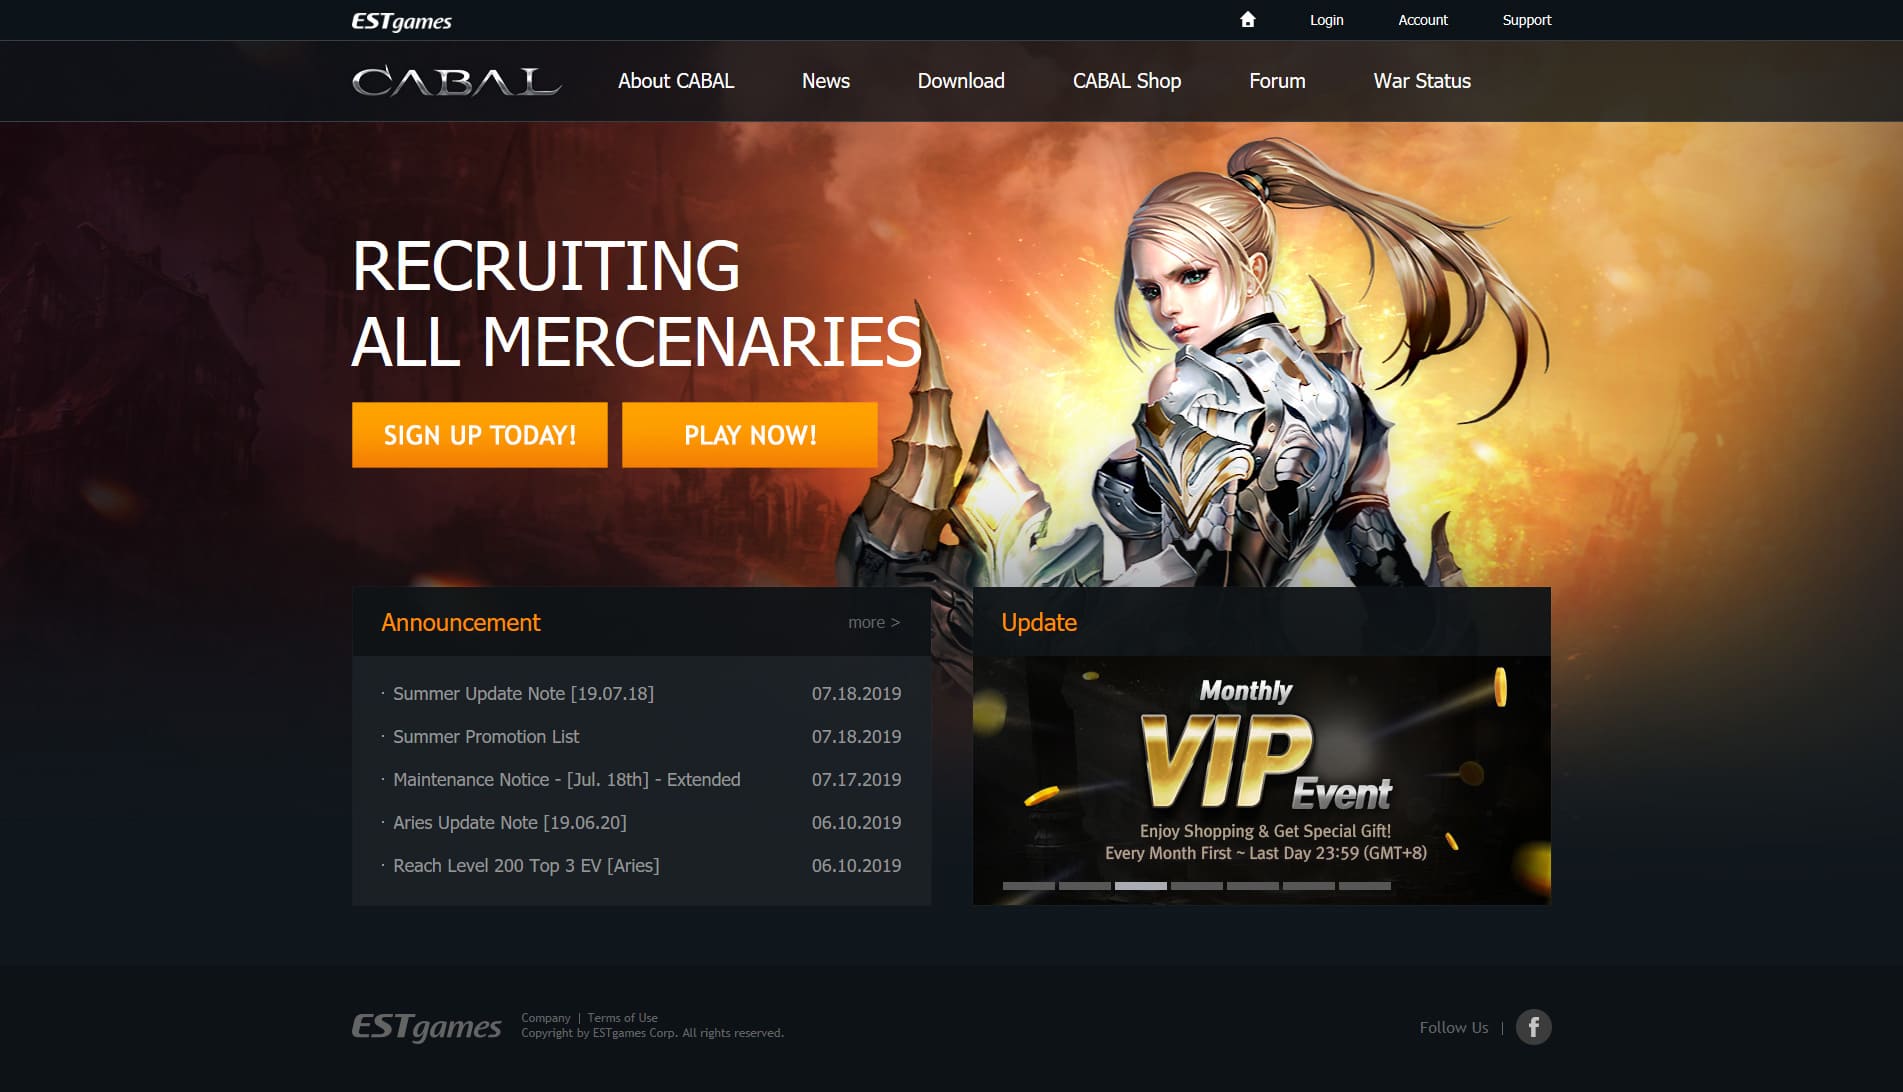 ESTgames
Login
Account
Support
CABAL
About CABAL
News
Download
CABAL Shop
Forum
War Status
RECRUITING
ALL MERCENARIES
SIGN UP TODAY!
PLAY NOW!
Announcement
more >
· Summer Update Note [19.07.18] 07.18.2019
· Summer Promotion List 07.18.2019
· Maintenance Notice - [Jul. 18th] - Extended 07.17.2019
· Aries Update Note [19.06.20] 06.10.2019
· Reach Level 200 Top 3 EV [Aries] 06.10.2019
Update
Monthly
VIP
Event
Enjoy Shopping & Get Special Gift!
Every Month First ~ Last Day 23:59 (GMT+8)
ESTgames
Company | Terms of Use
Copyright by ESTgames Corp. All rights reserved.
Follow Us |
f